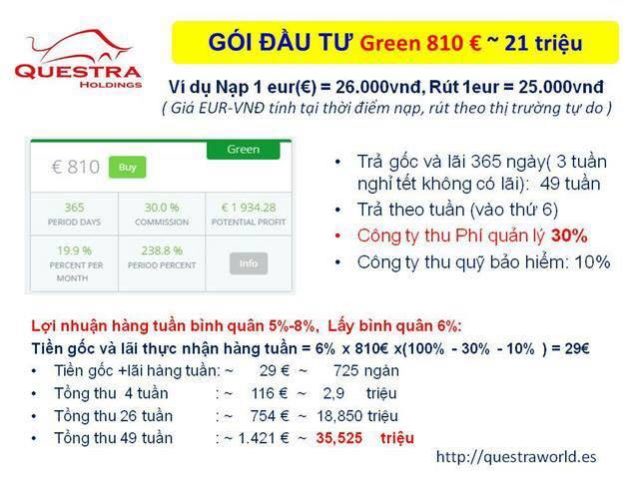 QUESTRA
HOLDINGS
GÓI ĐẦU TƯ Green 810 € ~ 21 triệu
Ví dụ Nạp 1 eur(€) = 26.000vnđ, Rút 1eur = 25.000vnđ
( Giá EUR-VNĐ tính tại thời điểm nạp, rút theo thị trường tự do )
Green
€ 810 Buy
365 30.0 % € 1 934.28
PERIOD DAYS COMMISSION POTENTIAL PROFIT
19.9 % 238.8 % Info
PERCENT PER MONTH PERIOD PERCENT
• Trả gốc và lãi 365 ngày( 3 tuần
nghỉ tết không có lãi): 49 tuần
• Trả theo tuần (vào thứ 6)
• Công ty thu Phí quản lý 30%
• Công ty thu quỹ bảo hiểm: 10%
Lợi nhuận hàng tuần bình quân 5%-8%, Lấy bình quân 6%:
Tiền gốc và lãi thực nhận hàng tuần = 6% x 810€ x(100% - 30% - 10% ) = 29€
• Tiền gốc +lãi hàng tuần: ~ 29 € ~ 725 ngàn
• Tổng thu 4 tuần : ~ 116 € ~ 2,9 triệu
• Tổng thu 26 tuần : ~ 754 € ~ 18,850 triệu
• Tổng thu 49 tuần : ~ 1.421 € ~ 35,525 triệu
http://questraworld.es